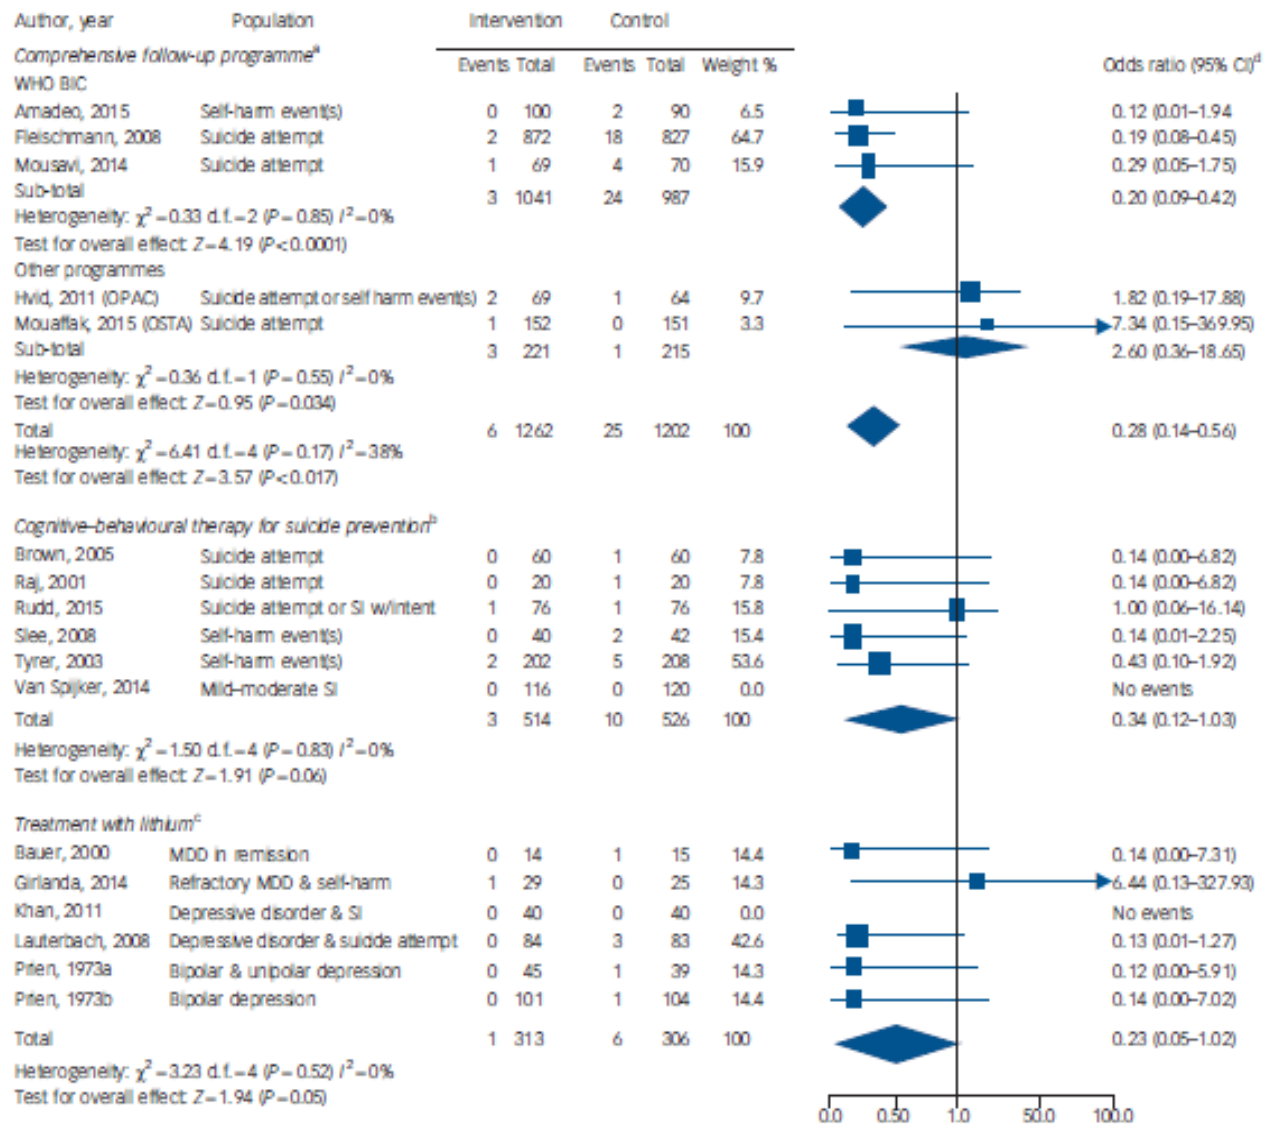 Author, year Population Intervention Control
Comprehensive follow-up programmeᵃ
Events Total Events Total Weight % Odds ratio (95% CI)ᵈ
WHO BIC
Amadeo, 2015 Self-harm event(s) 0 100 2 90 6.5 0.12 (0.01–1.94
Fleischmann, 2008 Suicide attempt 2 872 18 827 64.7 0.19 (0.08–0.45)
Mousavi, 2014 Suicide attempt 1 69 4 70 15.9 0.29 (0.05–1.75)
Sub-total 3 1041 24 987 0.20 (0.09–0.42)
Heterogeneity: χ²=0.33 d.f.=2 (P=0.85) I²=0%
Test for overall effect: Z=4.19 (P<0.0001)
Other programmes
Hvid, 2011 (OPAC) Suicide attempt or self harm event(s) 2 69 1 64 9.7 1.82 (0.19–17.88)
Mouaffak, 2015 (OSTA) Suicide attempt 1 152 0 151 3.3 7.34 (0.15–369.95)
Sub-total 3 221 1 215 2.60 (0.36–18.65)
Heterogeneity: χ²=0.36 d.f.=1 (P=0.55) I²=0%
Test for overall effect: Z=0.95 (P=0.034)
Total 6 1262 25 1202 100 0.28 (0.14–0.56)
Heterogeneity: χ²=6.41 d.f.=4 (P=0.17) I²=38%
Test for overall effect: Z=3.57 (P<0.017)
Cognitive–behavioural therapy for suicide preventionᵇ
Brown, 2005 Suicide attempt 0 60 1 60 7.8 0.14 (0.00–6.82)
Raj, 2001 Suicide attempt 0 20 1 20 7.8 0.14 (0.00–6.82)
Rudd, 2015 Suicide attempt or SI w/intent 1 76 1 76 15.8 1.00 (0.06–16.14)
Slee, 2008 Self-harm event(s) 0 40 2 42 15.4 0.14 (0.01–2.25)
Tyrer, 2003 Self-harm event(s) 2 202 5 208 53.6 0.43 (0.10–1.92)
Van Spijker, 2014 Mild–moderate SI 0 116 0 120 0.0 No events
Total 3 514 10 526 100 0.34 (0.12–1.03)
Heterogeneity: χ²=1.50 d.f.=4 (P=0.83) I²=0%
Test for overall effect: Z=1.91 (P=0.06)
Treatment with lithiumᶜ
Bauer, 2000 MDD in remission 0 14 1 15 14.4 0.14 (0.00–7.31)
Girlanda, 2014 Refractory MDD & self-harm 1 29 0 25 14.3 6.44 (0.13–327.93)
Khan, 2011 Depressive disorder & SI 0 40 0 40 0.0 No events
Lauterbach, 2008 Depressive disorder & suicide attempt 0 84 3 83 42.6 0.13 (0.01–1.27)
Prien, 1973a Bipolar & unipolar depression 0 45 1 39 14.3 0.12 (0.00–5.91)
Prien, 1973b Bipolar depression 0 101 1 104 14.4 0.14 (0.00–7.02)
Total 1 313 6 306 100 0.23 (0.05–1.02)
Heterogeneity: χ²=3.23 d.f.=4 (P=0.52) I²=0%
Test for overall effect: Z=1.94 (P=0.05)
0.0 0.50 1.0 50.0 100.0